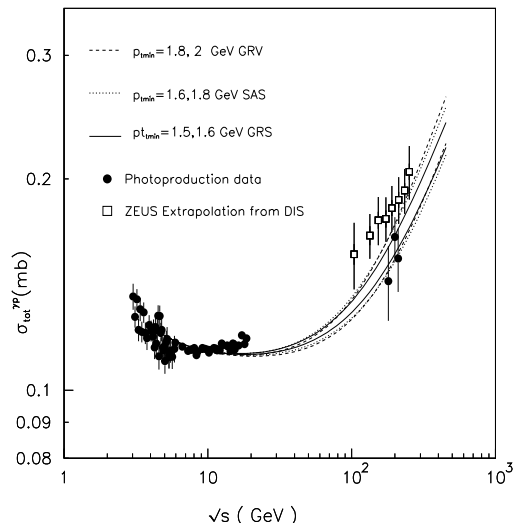 0.3
p_tmin=1.8, 2 GeV GRV
p_tmin=1.6,1.8 GeV SAS
pt_tmin=1.5,1.6 GeV GRS
Photoproduction data
0.2
ZEUS Extrapolation from DIS
σ_tot^γp(mb)
0.1
0.09
0.08
1 10 10^2 10^3
√s ( GeV)